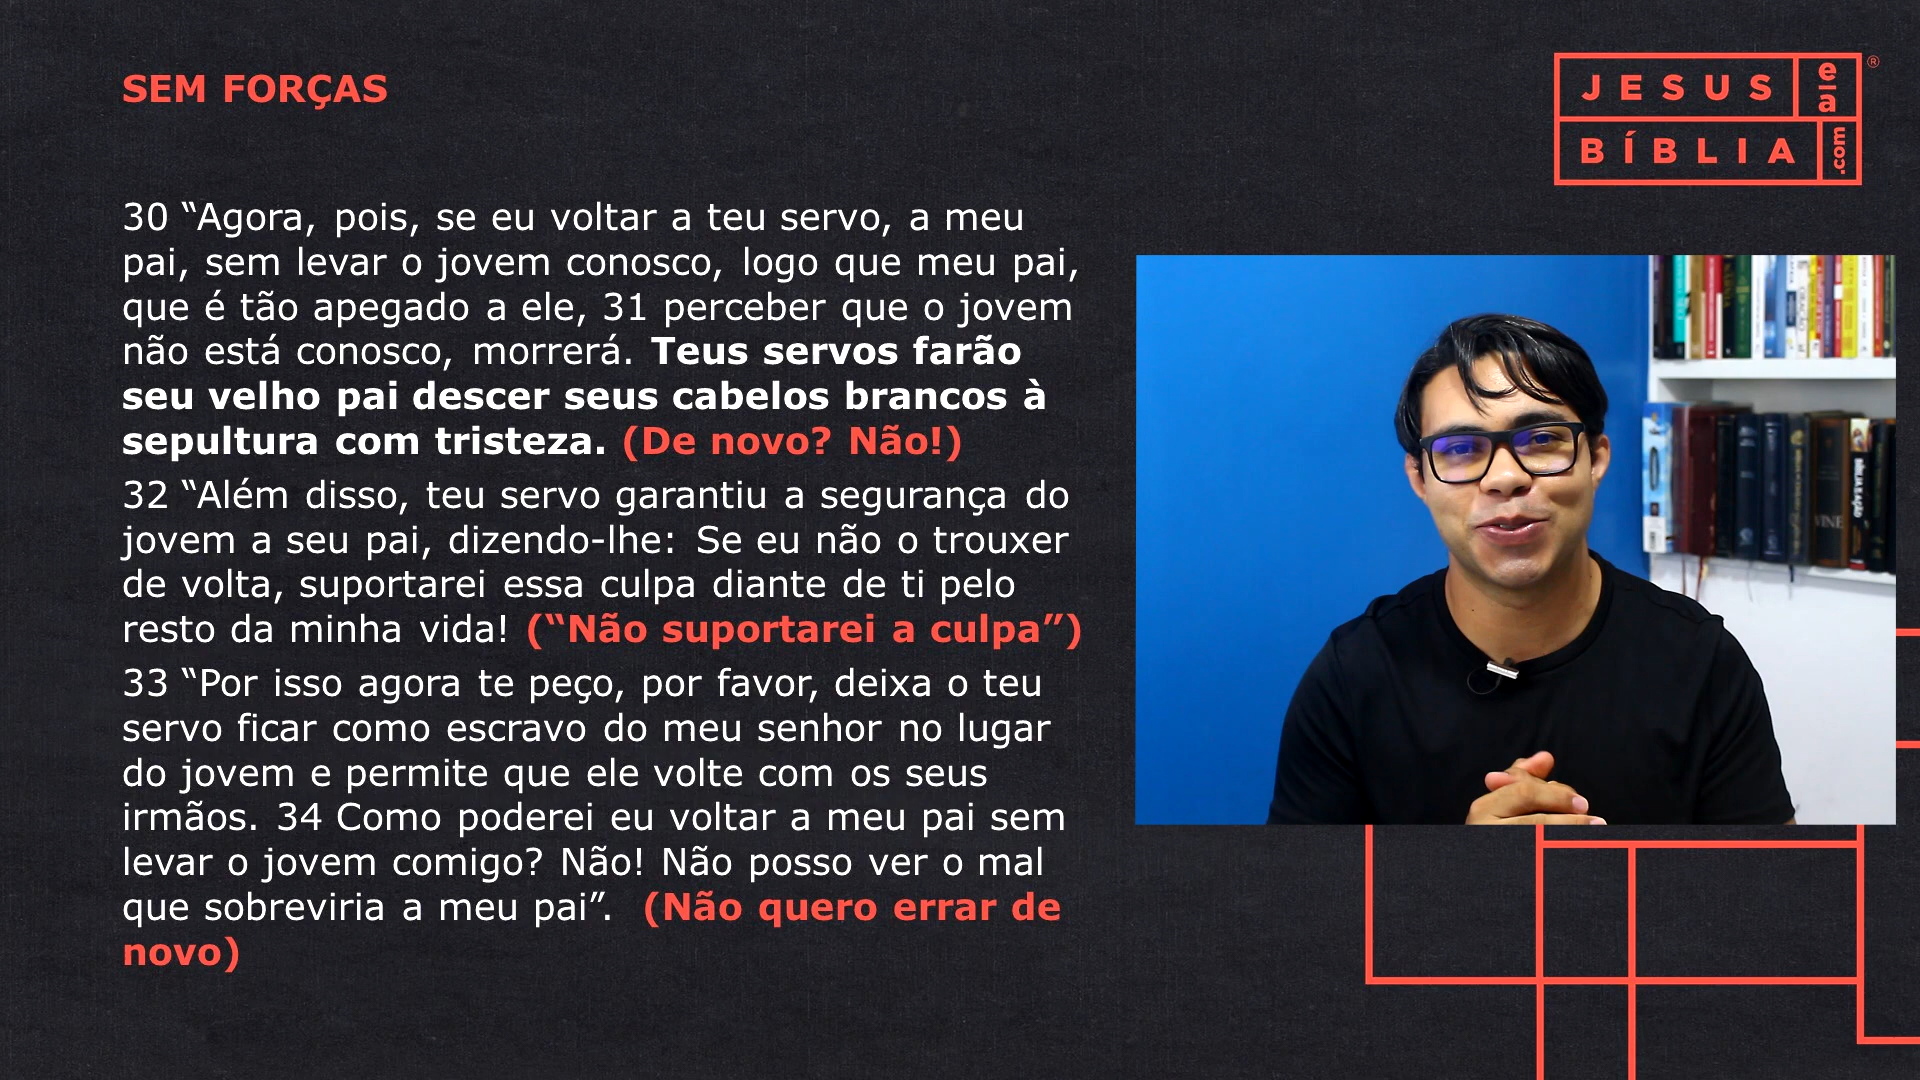 SEM FORÇAS
JESUS e a
BÍBLIA .com
®
30 “Agora, pois, se eu voltar a teu servo, a meu
pai, sem levar o jovem conosco, logo que meu pai,
que é tão apegado a ele, 31 perceber que o jovem
não está conosco, morrerá. Teus servos farão
seu velho pai descer seus cabelos brancos à
sepultura com tristeza. (De novo? Não!)
32 “Além disso, teu servo garantiu a segurança do
jovem a seu pai, dizendo-lhe: Se eu não o trouxer
de volta, suportarei essa culpa diante de ti pelo
resto da minha vida! (“Não suportarei a culpa”)
33 “Por isso agora te peço, por favor, deixa o teu
servo ficar como escravo do meu senhor no lugar
do jovem e permite que ele volte com os seus
irmãos. 34 Como poderei eu voltar a meu pai sem
levar o jovem comigo? Não! Não posso ver o mal
que sobreviria a meu pai”. (Não quero errar de
novo)